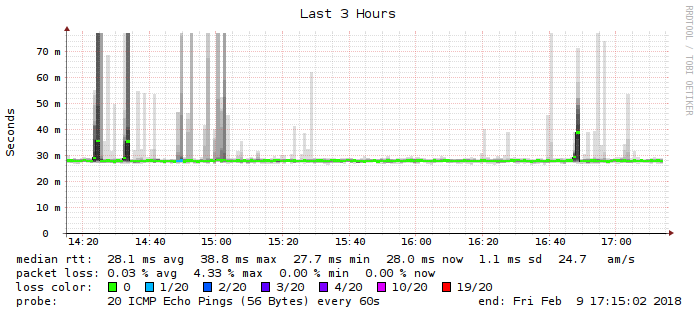 Last 3 Hours
RRDTOOL / TOBI OETIKER
Seconds
70 m
60 m
50 m
40 m
30 m
20 m
10 m
0
14:20 14:40 15:00 15:20 15:40 16:00 16:20 16:40 17:00
median rtt: 28.1 ms avg 38.8 ms max 27.7 ms min 28.0 ms now 1.1 ms sd 24.7 am/s
packet loss: 0.03 % avg 4.33 % max 0.00 % min 0.00 % now
loss color: 0 1/20 2/20 3/20 4/20 10/20 19/20
probe: 20 ICMP Echo Pings (56 Bytes) every 60s end: Fri Feb 9 17:15:02 2018